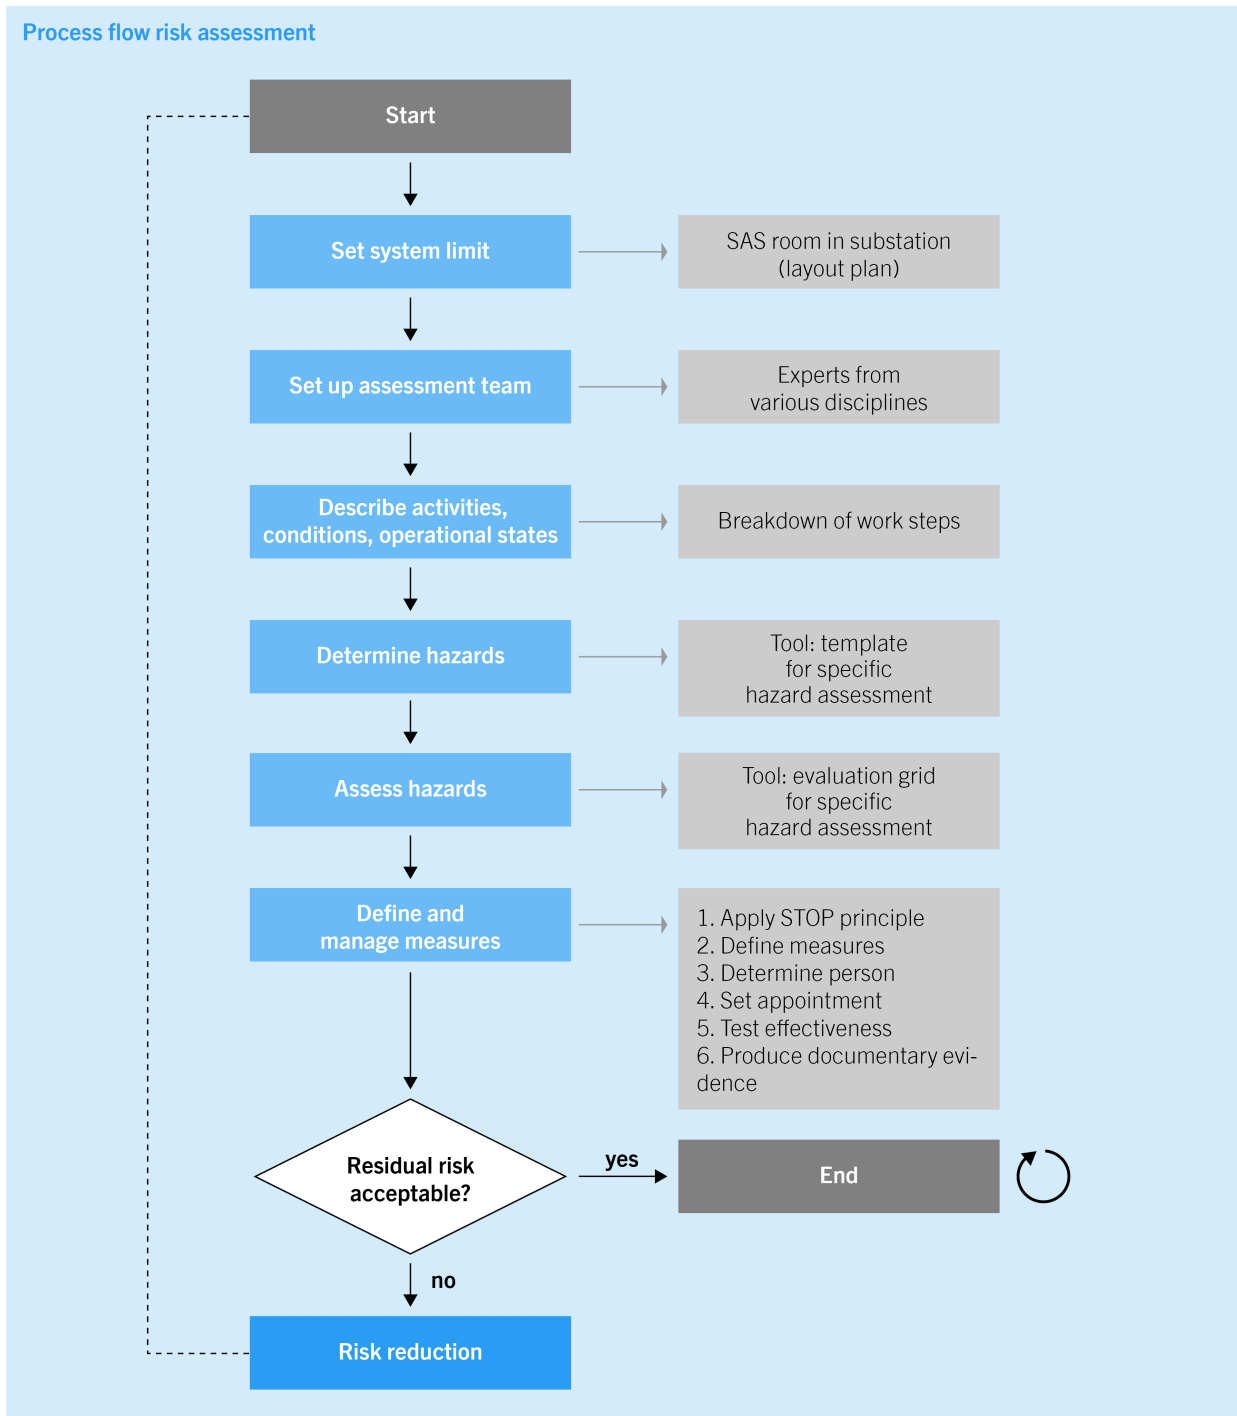 Process flow risk assessment
Start
Set system limit
SAS room in substation
(layout plan)
Set up assessment team
Experts from
various disciplines
Describe activities,
conditions, operational states
Breakdown of work steps
Determine hazards
Tool: template
for specific
hazard assessment
Assess hazards
Tool: evaluation grid
for specific
hazard assessment
Define and
manage measures
1. Apply STOP principle
2. Define measures
3. Determine person
4. Set appointment
5. Test effectiveness
6. Produce documentary evi-
dence
Residual risk
acceptable?
yes
End
no
Risk reduction